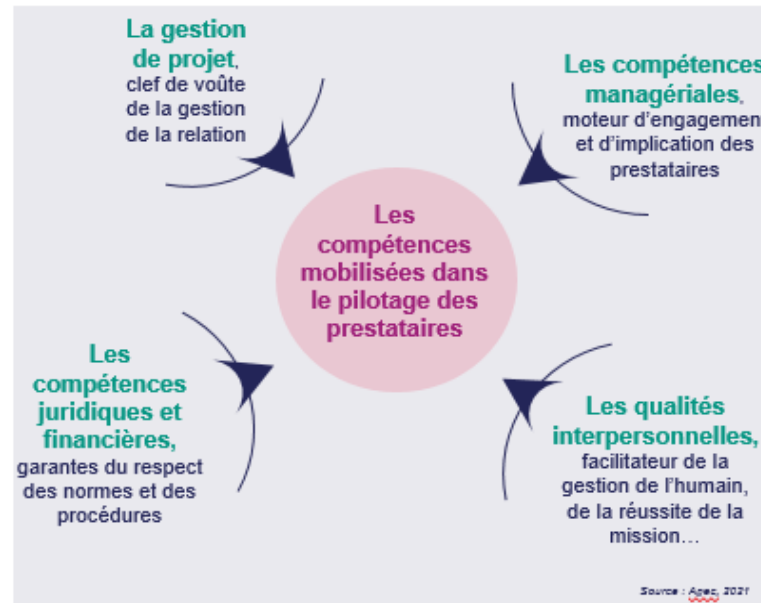 La gestion
de projet,
clef de voûte
de la gestion
de la relation
Les compétences
managériales,
moteur d'engagement
et d'implication des
prestataires
Les
compétences
mobilisées dans
le pilotage des
prestataires
Les
compétences
juridiques et
financières,
garantes du respect
des normes et des
procédures
Les qualités
interpersonnelles,
facilitateur de la
gestion de l'humain,
de la réussite de la
mission…
Source : Agec, 2021